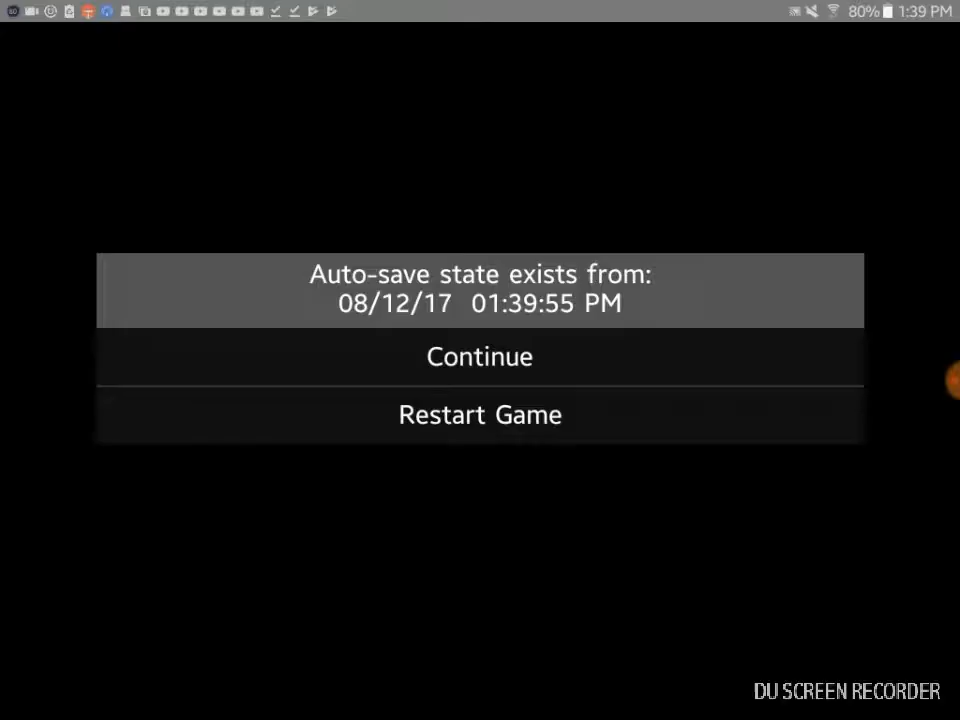 80% 1:39 PM
Auto-save state exists from:
08/12/17 01:39:55 PM
Continue
Restart Game
DU SCREEN RECORDER